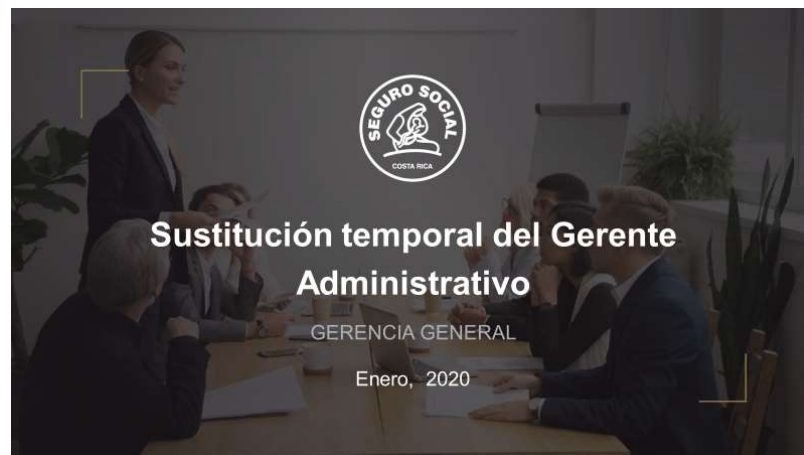 SEGURO SOCIAL
COSTA RICA
Sustitución temporal del Gerente
Administrativo
GERENCIA GENERAL
Enero, 2020